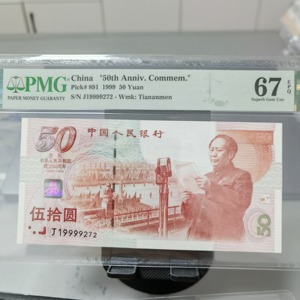 PMG
PAPER MONEY GUARANTY
China "50th Anniv. Commem."
Pick# 891 1999 50 Yuan
S/N J19999272 - Wmk: Tiananmen
67 EPQ
Superb Gem Unc
50
中国人民银行
伍拾圆
J19999272
50